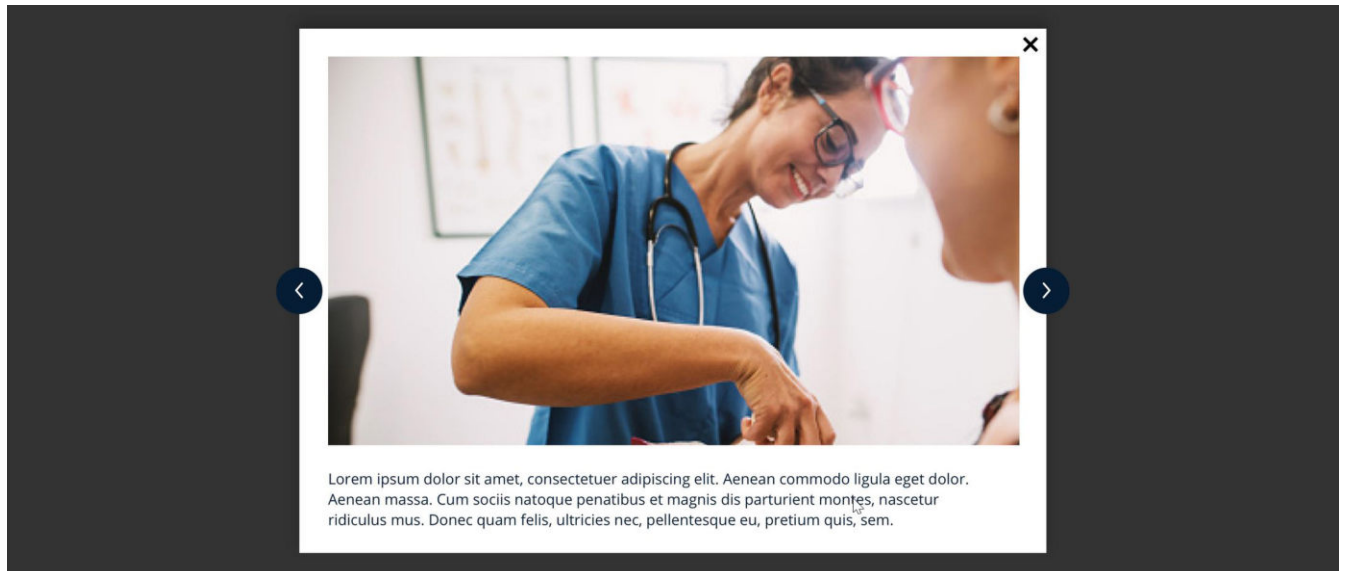 Lorem ipsum dolor sit amet, consectetuer adipiscing elit. Aenean commodo ligula eget dolor.
Aenean massa. Cum sociis natoque penatibus et magnis dis parturient montes, nascetur
ridiculus mus. Donec quam felis, ultricies nec, pellentesque eu, pretium quis, sem.